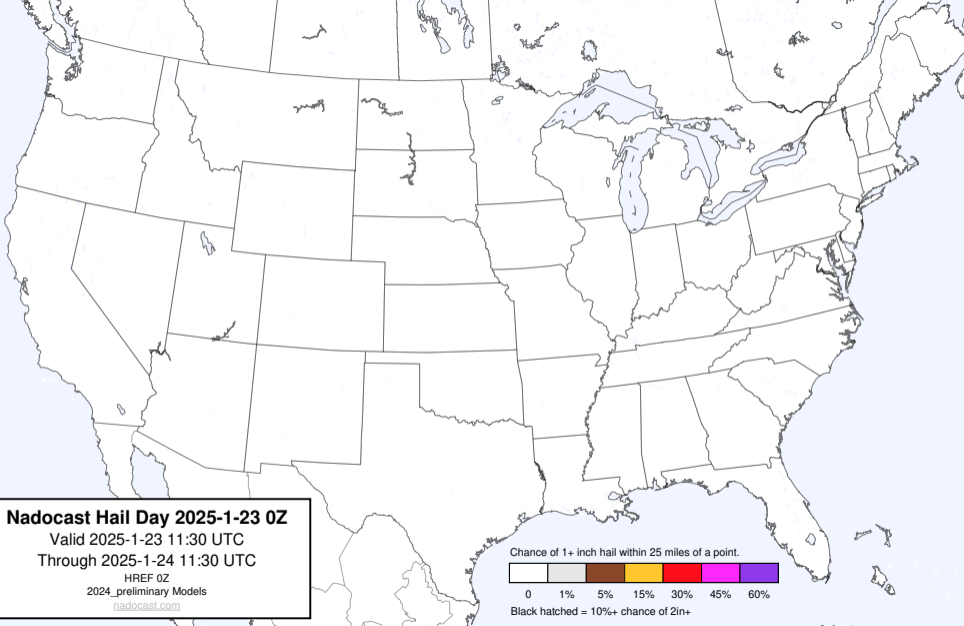 Nadocast Hail Day 2025-1-23 0Z
Valid 2025-1-23 11:30 UTC
Through 2025-1-24 11:30 UTC
HREF 0Z
2024_preliminary Models
nadocast.com
Chance of 1+ inch hail within 25 miles of a point.
0 1% 5% 15% 30% 45% 60%
Black hatched = 10%+ chance of 2in+